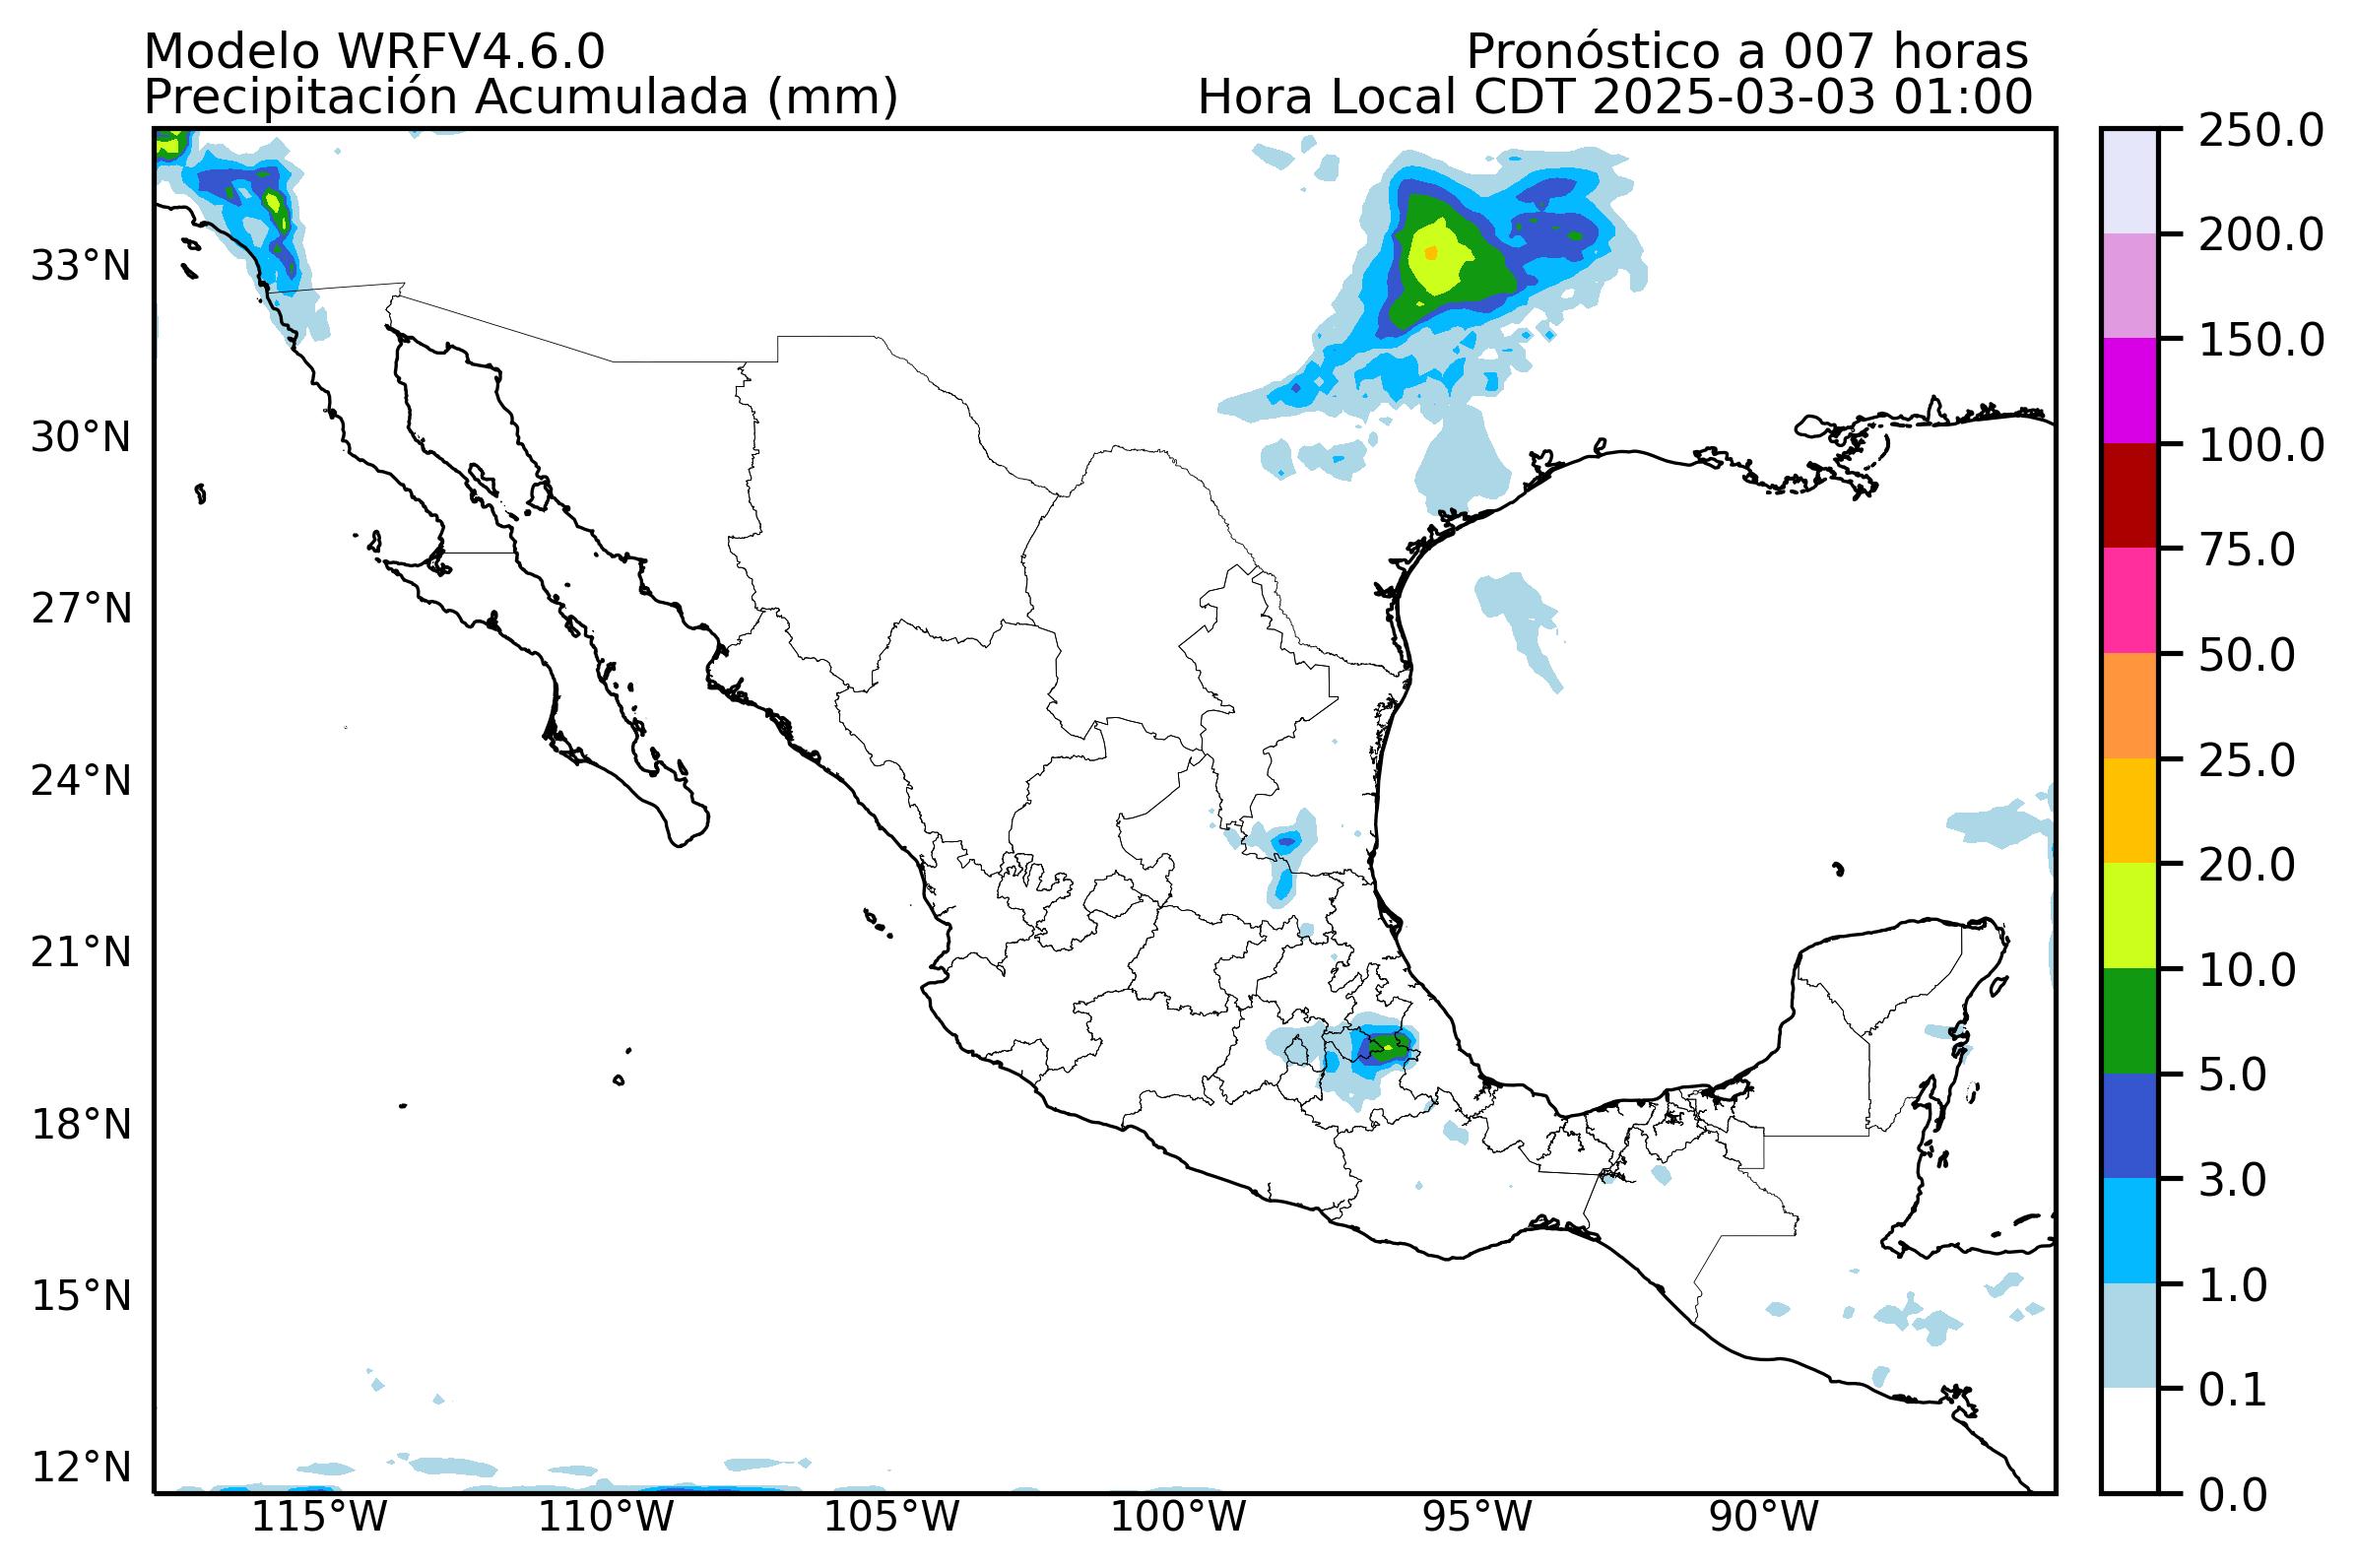 Modelo WRFV4.6.0
Pronóstico a 007 horas
Precipitación Acumulada (mm)
Hora Local CDT 2025-03-03 01:00
33°N
30°N
27°N
24°N
21°N
18°N
15°N
12°N
115°W
110°W
105°W
100°W
95°W
90°W
250.0
200.0
150.0
100.0
75.0
50.0
25.0
20.0
10.0
5.0
3.0
1.0
0.1
0.0